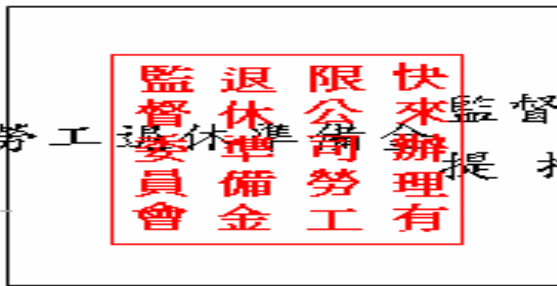 勞工退休準備金
監督
提
快來辦理有
限公司勞工
退休準備金
監督委員會